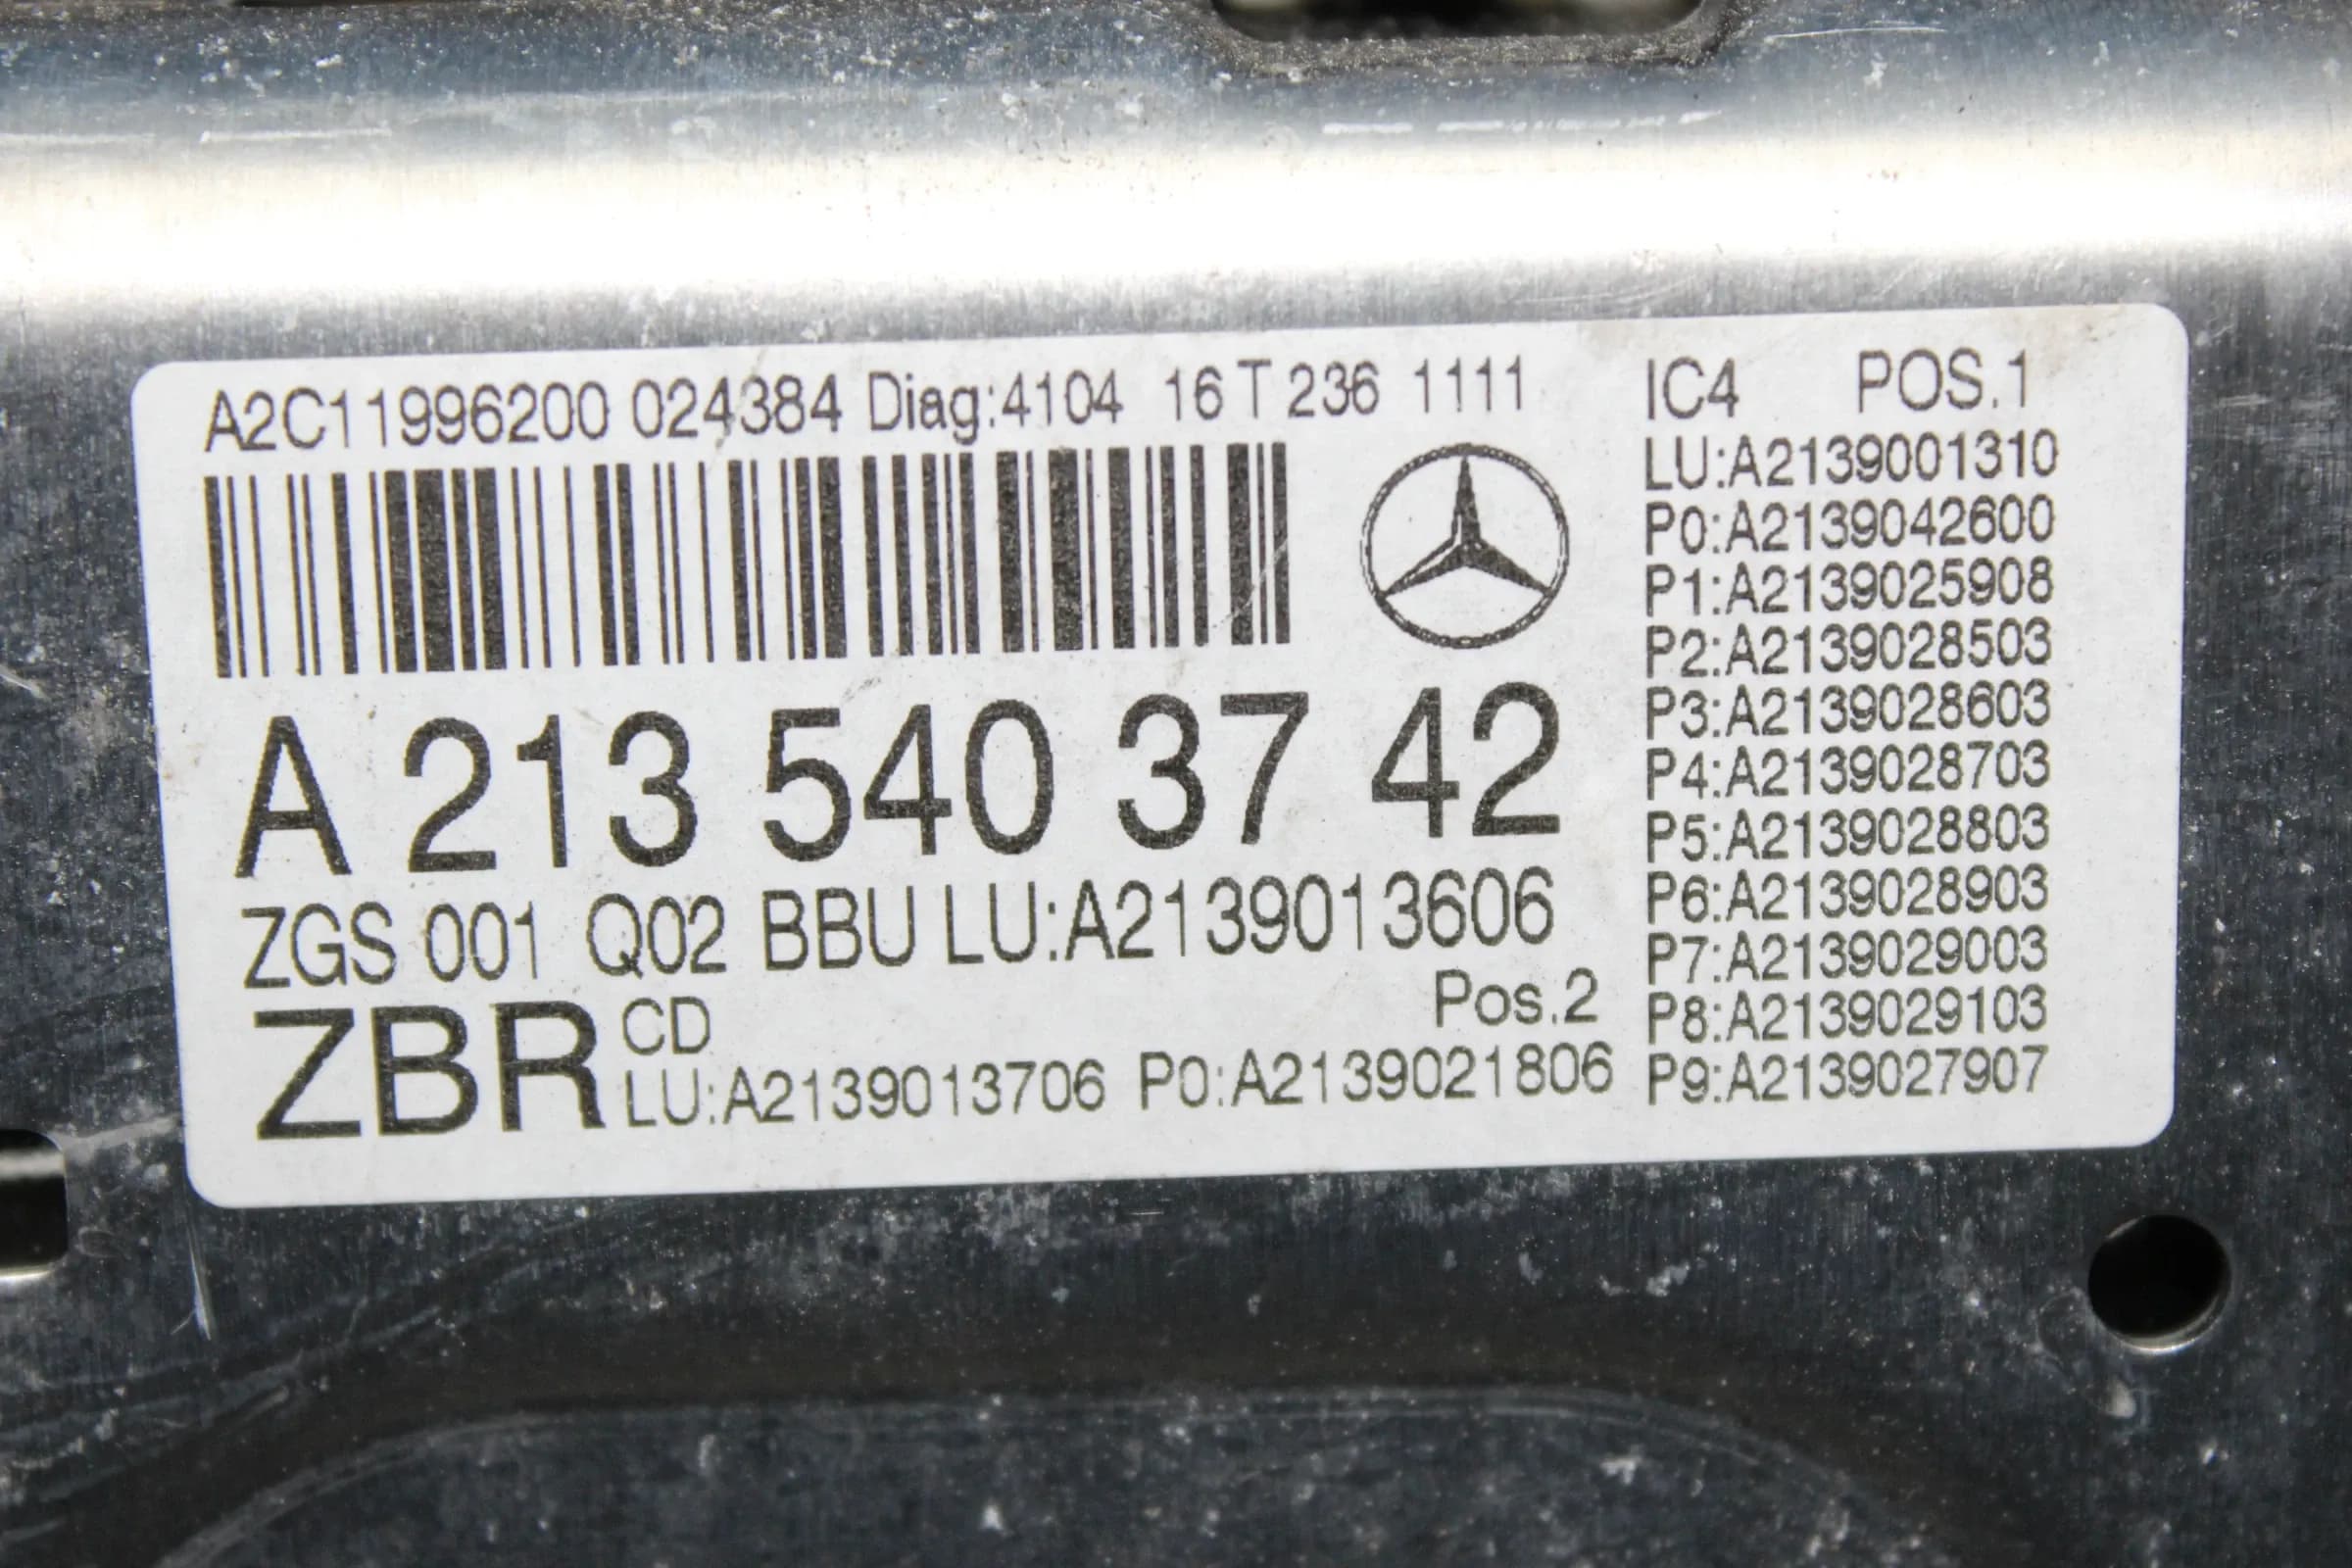 A2C11996200 024384 Diag:4104 16 T 236 1111
A 213 540 37 42
ZGS 001 Q02 BBU LU:A2139013606
ZBR CD Pos.2
LU:A2139013706 P0:A2139021806
IC4 POS.1
LU:A2139001310
P0:A2139042600
P1:A2139025908
P2:A2139028503
P3:A2139028603
P4:A2139028703
P5:A2139028803
P6:A2139028903
P7:A2139029003
P8:A2139029103
P9:A2139027907